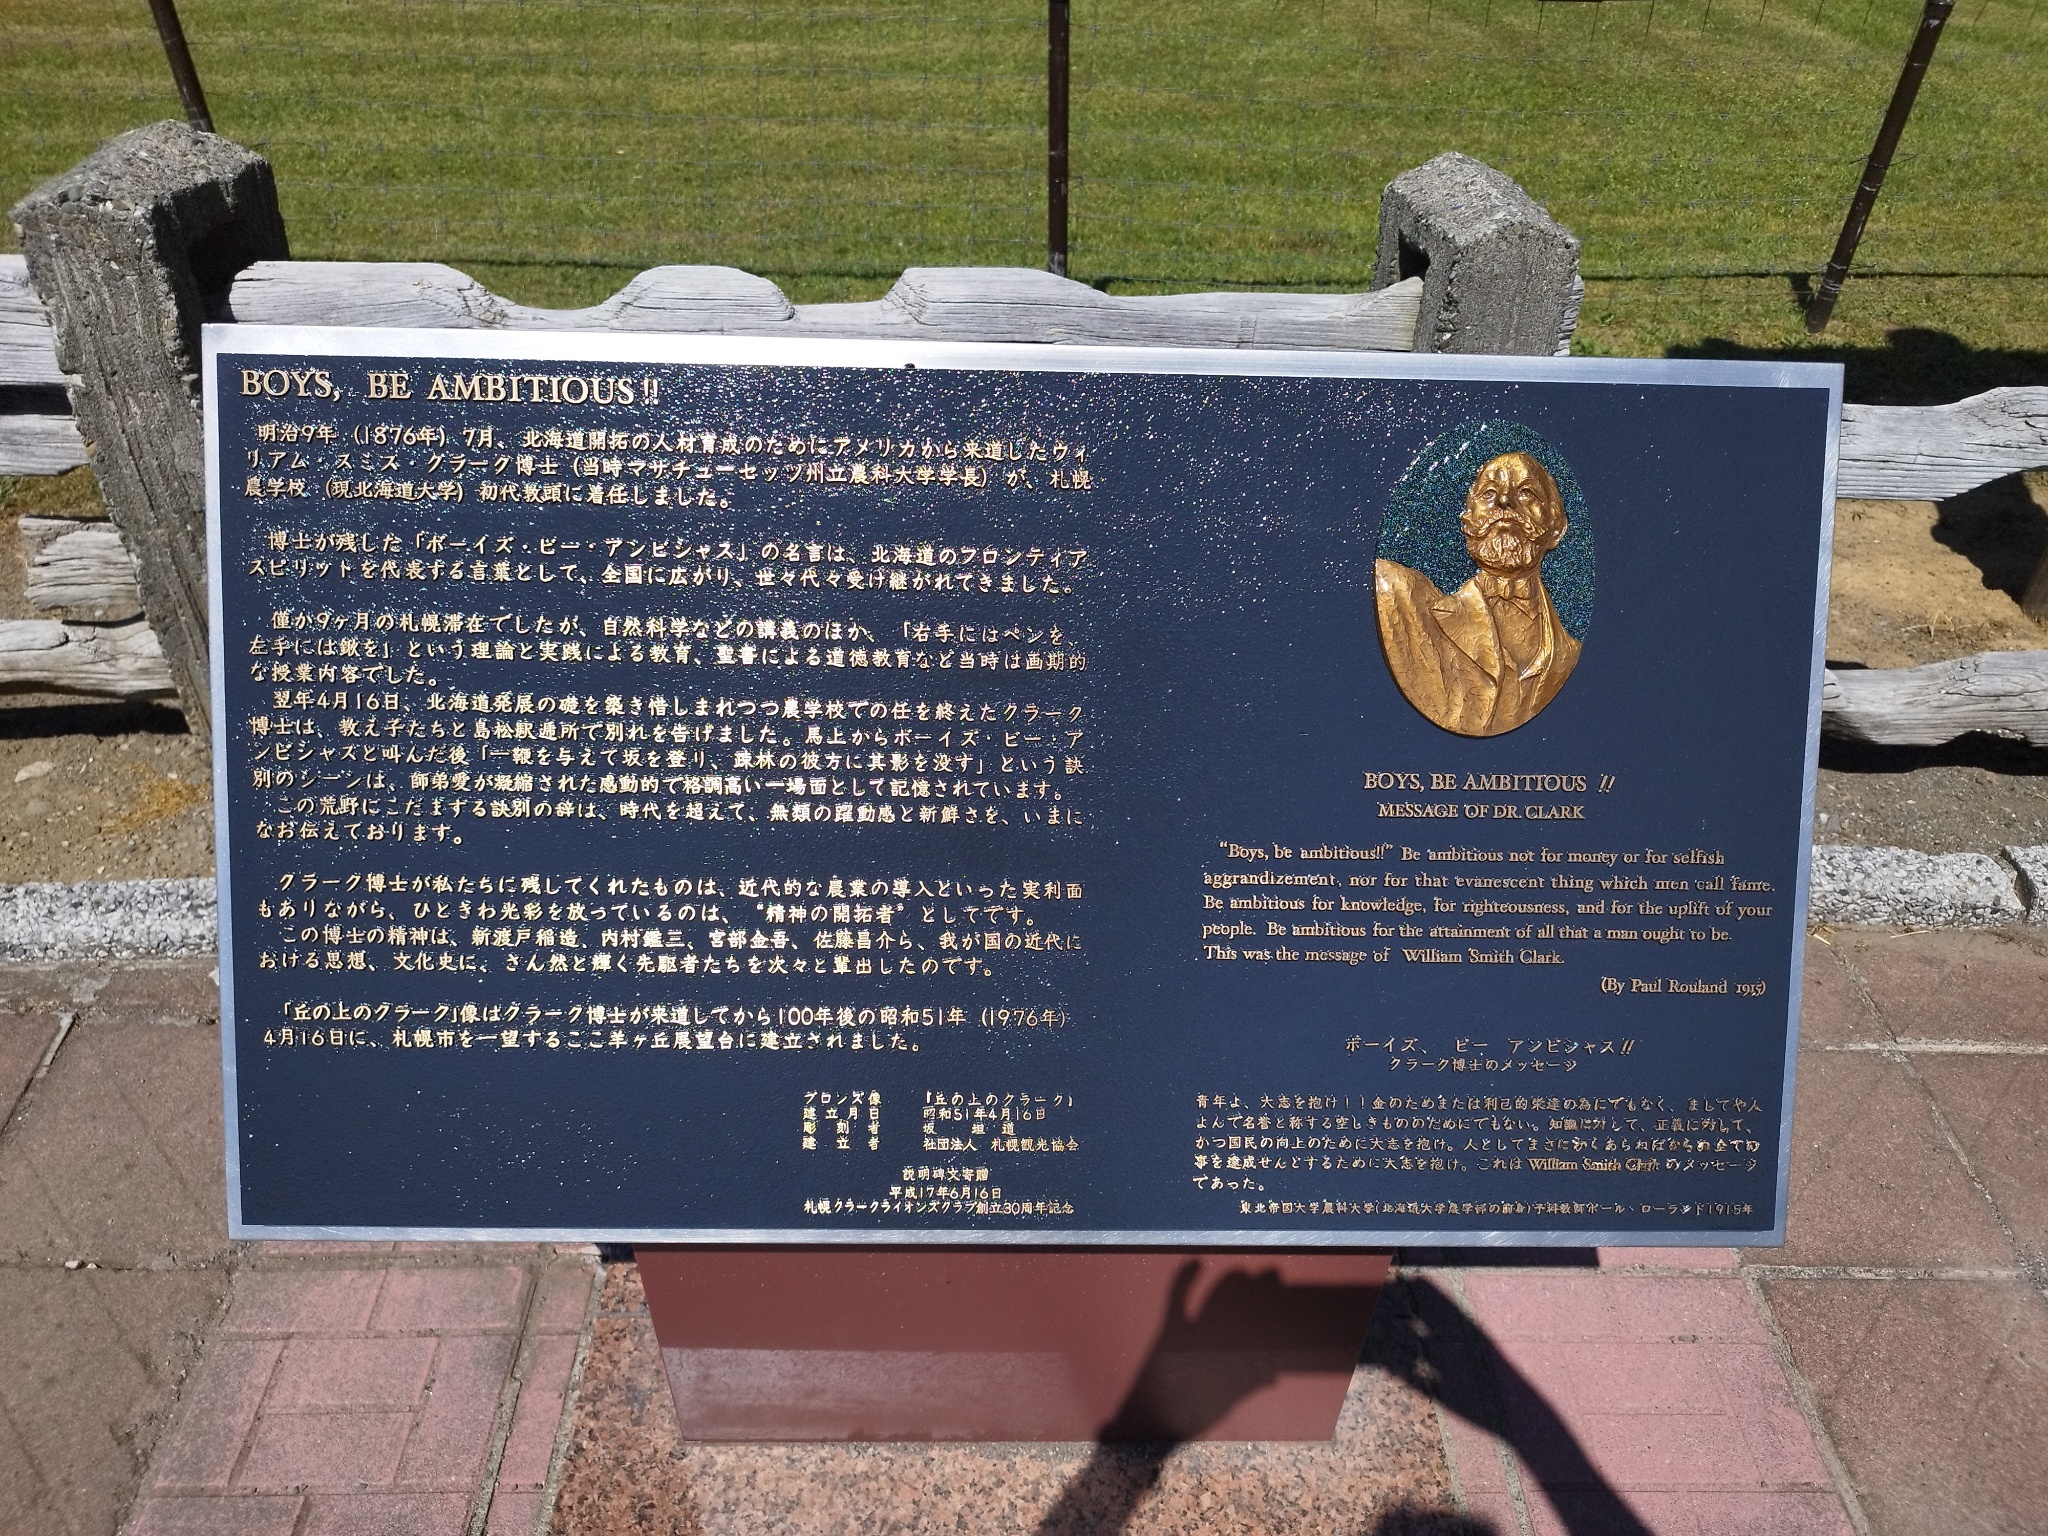 BOYS, BE AMBITIOUS!!
明治9年（1876年）7月、北海道開拓の人材育成のためにアメリカから来道したウィ
リアム・スミス・クラーク博士（当時マサチューセッツ州立農科大学学長）が、札幌
農学校（現北海道大学）初代教頭に着任しました。
博士が残した「ボーイズ・ビー・アンビシャス」の名言は、北海道のフロンティア
スピリットを代表する言葉として、全国に広がり、世々代々受け継がれてきました。
僅か9ヶ月の札幌滞在でしたが、自然科学などの講義のほか、「右手にはペンを、
左手には鍬を」という理論と実践による教育、聖書による道徳教育など当時は画期的
な授業内容でした。
翌年4月16日、北海道発展の礎を築き惜しまれつつ農学校での任を終えたクラーク
博士は、教え子たちと島松駅逓所で別れを告げました。馬上からボーイズ・ビー・ア
ンビシャスと叫んだ後「一鞭を与えて坂を登り、疎林の彼方に其影を没す」という訣
別のシーンは、師弟愛が凝縮された感動的で格調高い一場面として記憶されています。
この荒野にこだまする訣別の辞は、時代を超えて、無類の躍動感と新鮮さを、いまに
なお伝えております。
クラーク博士が私たちに残してくれたものは、近代的な農業の導入といった実利面
もありながら、ひときわ光彩を放っているのは、“精神の開拓者”としてです。
この博士の精神は、新渡戸稲造、内村鑑三、宮部金吾、佐藤昌介ら、我が国の近代に
おける思想、文化史に、さん然と輝く先駆者たちを次々と輩出したのです。
「丘の上のクラーク」像はクラーク博士が来道してから100年後の昭和51年（1976年）
4月16日に、札幌市を一望するここ羊ヶ丘展望台に建立されました。
ブロンズ像 『丘の上のクラーク』
建立月日 昭和51年4月16日
彫刻者 坂坦道
建立者 社団法人 札幌観光協会
説明碑文寄贈
平成17年6月16日
札幌クラークライオンズクラブ創立30周年記念
BOYS, BE AMBITIOUS !!
MESSAGE OF DR. CLARK
“Boys, be ambitious!!” Be ambitious not for money or for selfish
aggrandizement, nor for that evanescent thing which men call fame.
Be ambitious for knowledge, for righteousness, and for the uplift of your
people. Be ambitious for the attainment of all that a man ought to be.
This was the message of William Smith Clark.
(By Paul Rouland 1915)
ボーイズ、ビー アンビシャス!!
クラーク博士のメッセージ
青年よ、大志を抱け！！金のためまたは利己的栄達の為にでもなく、ましてや人
よんで名誉と称する空しきもののためにでもない。知識に対して、正義に対して、
かつ国民の向上のために大志を抱け。人としてまさにかくあらねばならぬ全ての
事を達成せんとするために大志を抱け。これは William Smith Clark のメッセージ
であった。
東北帝国大学農科大学(北海道大学農学部の前身)予科教師ポール・ローランド1915年